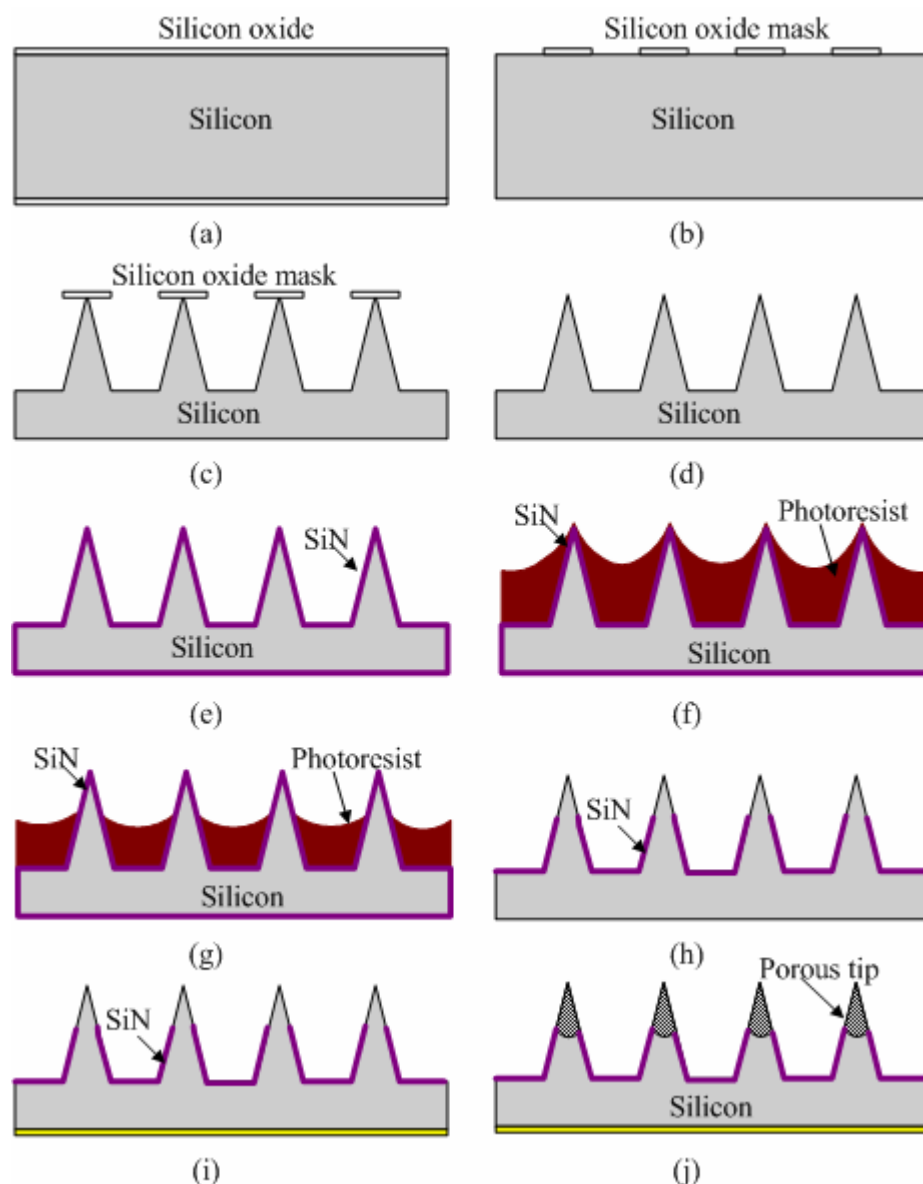 Silicon oxide
Silicon
(a)
Silicon oxide mask
Silicon
(b)
Silicon oxide mask
Silicon
(c)
Silicon
(d)
SiN
Silicon
(e)
SiN
Photoresist
Silicon
(f)
SiN
Photoresist
Silicon
(g)
SiN
(h)
SiN
(i)
Porous tip
Silicon
(j)